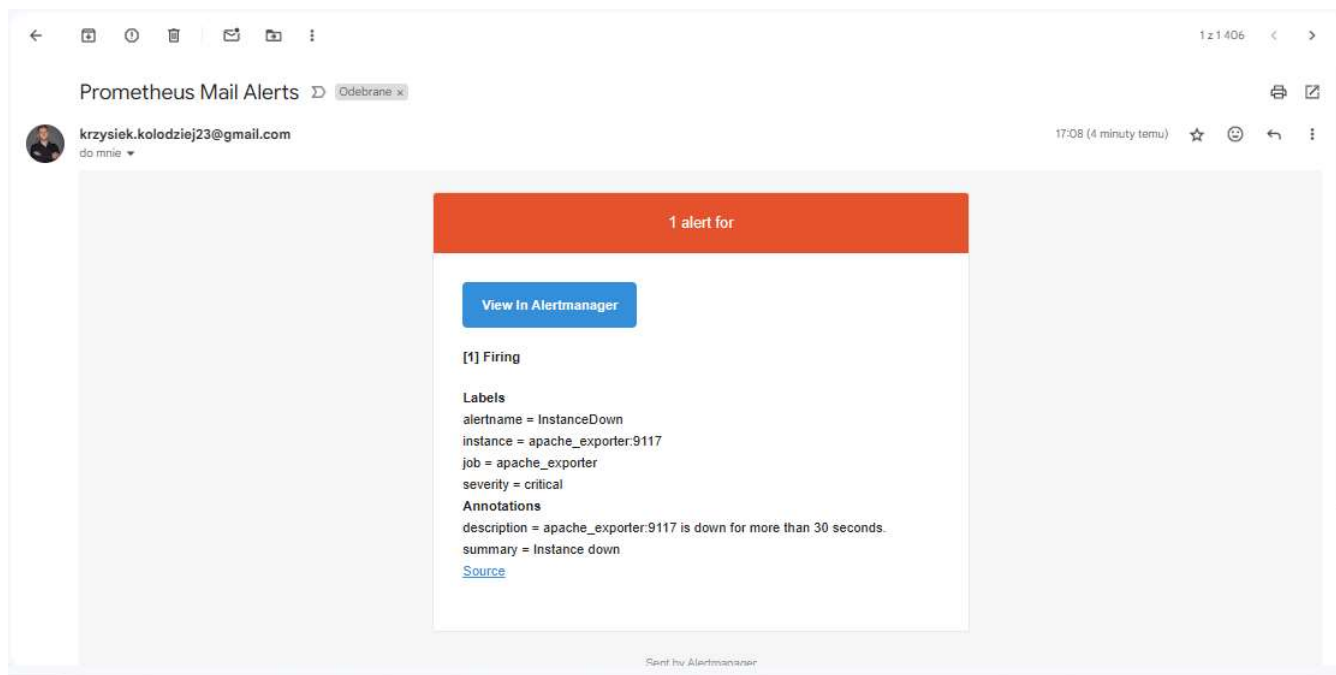 1 z 1 406
Prometheus Mail Alerts Odebrane x
krzysiek.kolodziej23@gmail.com 17:08 (4 minuty temu)
do mnie
1 alert for
View In Alertmanager
[1] Firing
Labels
alertname = InstanceDown
instance = apache_exporter:9117
job = apache_exporter
severity = critical
Annotations
description = apache_exporter:9117 is down for more than 30 seconds.
summary = Instance down
Source
Sent by Alertmanager